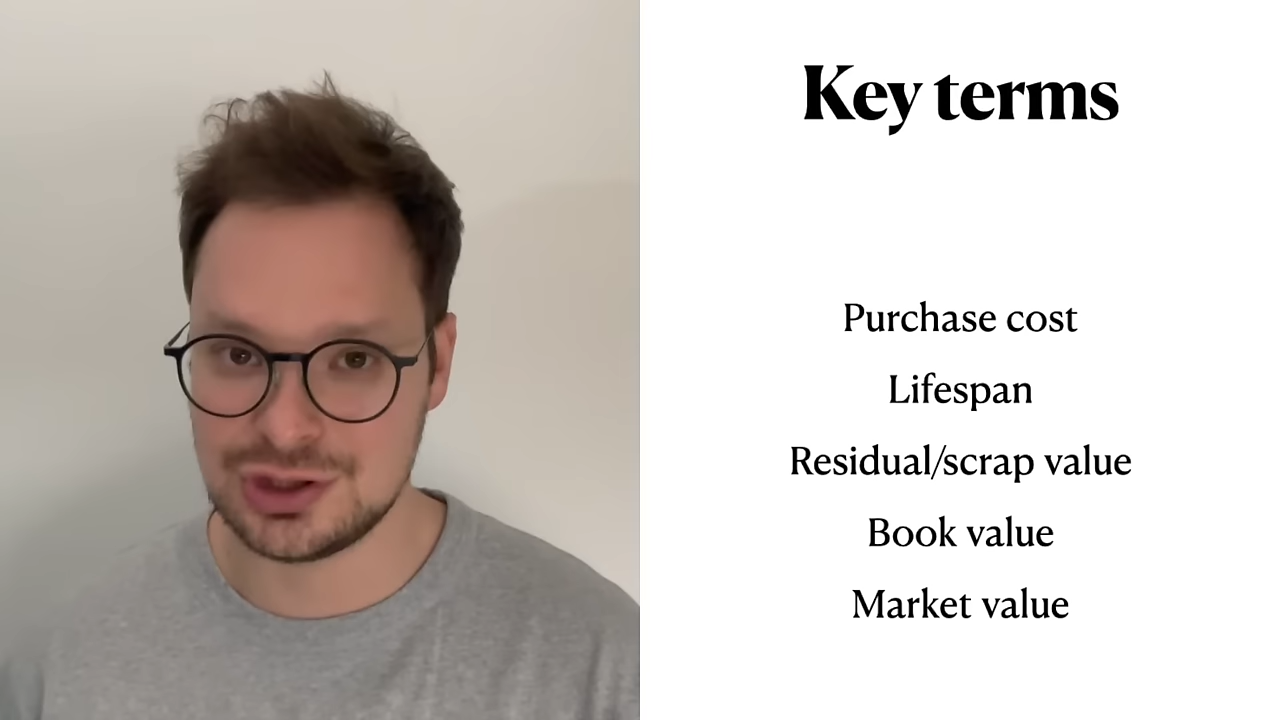 Key terms
Purchase cost
Lifespan
Residual/scrap value
Book value
Market value